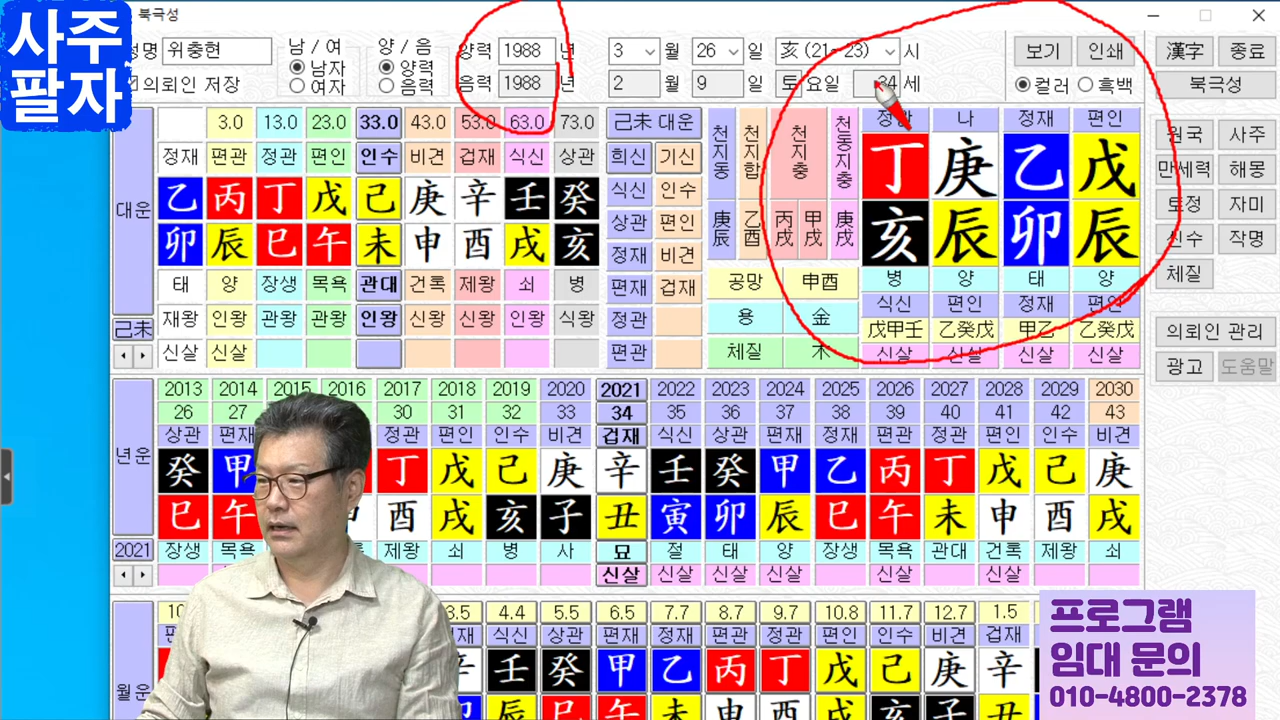 사주
팔자
북극성
성명 위충현 남 / 여 양 / 음 양력 1988 년 3 월 26 일 亥 (21~23) 시 보기 인쇄 漢字 종료
의뢰인 저장 남자 여자 양력 음력 음력 1988 년 2 월 9 일 토 요일 34 세 컬러 흑백 북극성
대운 3.0 13.0 23.0 33.0 43.0 53.0 63.0 73.0 己未 대운
정재 편관 정관 편인 인수 비견 겁재 식신 상관 희신 기신
乙 丙 丁 戊 己 庚 辛 壬 癸
卯 辰 巳 午 未 申 酉 戌 亥
태 양 장생 목욕 관대 건록 제왕 쇠 병
재왕 인왕 관왕 관왕 인왕 신왕 신왕 인왕 식왕
己未
신살 신살
식신 인수
상관 편인
정재 비견
편재 겁재
정관
편관
천지동 천지합 천지충 천동지충
庚辰 乙酉 丙戌 甲戌 庚戌
공망 申酉
용 金
체질 木
정관 나 정재 편인
丁 庚 乙 戊
亥 辰 卯 辰
병 양 태 양
식신 편인 정재 편인
戊甲壬 乙癸戊 甲乙 乙癸戊
신살 신살 신살 신살
원국 사주
만세력 해몽
토정 자미
신수 작명
체질
의뢰인 관리
광고 도움말
년운 2013 2014 2015 2016 2017 2018 2019 2020 2021 2022 2023 2024 2025 2026 2027 2028 2029 2030
26 27 30 31 32 33 34 35 36 37 38 39 40 41 42 43
상관 편재 정관 편인 인수 비견 겁재 식신 상관 편재 정재 편관 정관 편인 인수 비견
癸 甲 丁 戊 己 庚 辛 壬 癸 甲 乙 丙 丁 戊 己 庚
巳 午 酉 戌 亥 子 丑 寅 卯 辰 巳 午 未 申 酉 戌
2021 장생 목욕 제왕 쇠 병 사 묘 절 태 양 장생 목욕 관대 건록 제왕 쇠
신살 신살 신살 신살 신살 신살
월운 3.5 4.4 5.5 6.5 7.7 8.7 9.7 10.8 11.7 12.7 1.5
식신 상관 편재 정재 편관 정관 편인 인수 비견 겁재
辛 壬 癸 甲 乙 丙 丁 戊 己 庚 辛
卯 辰 巳 午 未 申 酉 戌 亥 子 丑
프로그램
임대 문의
010-4800-2378